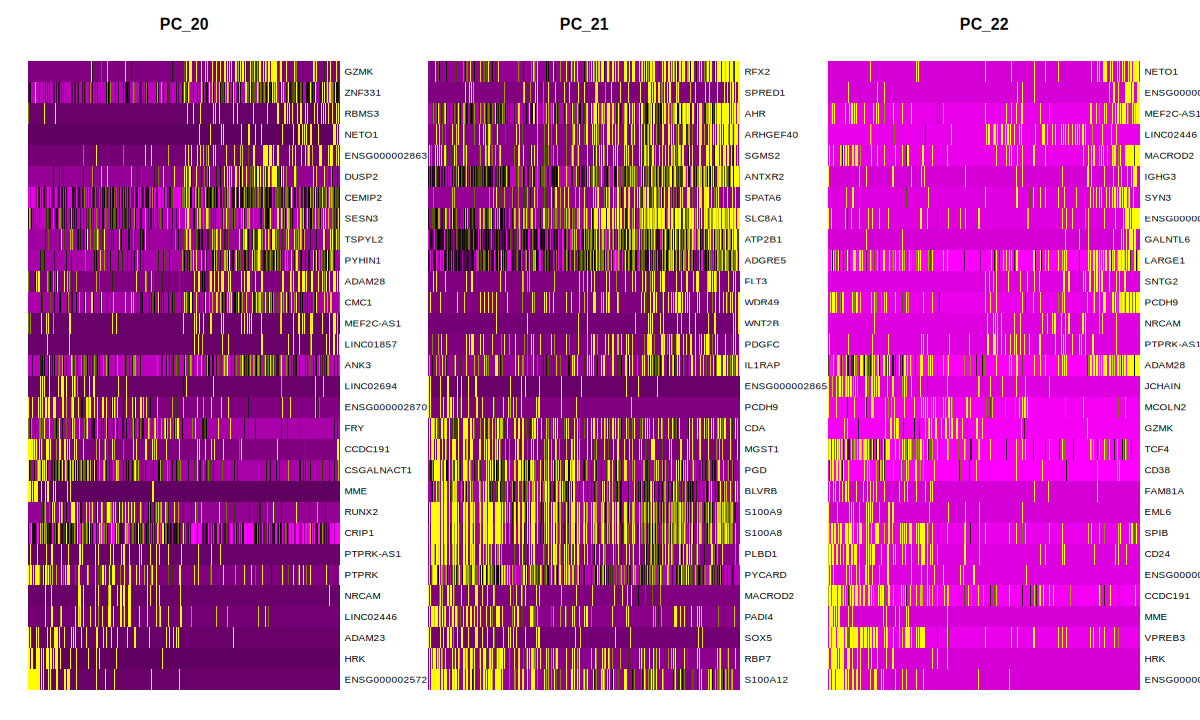 PC_20
GZMK
ZNF331
RBMS3
NETO1
ENSG000002863
DUSP2
CEMIP2
SESN3
TSPYL2
PYHIN1
ADAM28
CMC1
MEF2C-AS1
LINC01857
ANK3
LINC02694
ENSG000002870
FRY
CCDC191
CSGALNACT1
MME
RUNX2
CRIP1
PTPRK-AS1
PTPRK
NRCAM
LINC02446
ADAM23
HRK
ENSG000002572
PC_21
RFX2
SPRED1
AHR
ARHGEF40
SGMS2
ANTXR2
SPATA6
SLC8A1
ATP2B1
ADGRE5
FLT3
WDR49
WNT2B
PDGFC
IL1RAP
ENSG000002865
PCDH9
CDA
MGST1
PGD
BLVRB
S100A9
S100A8
PLBD1
PYCARD
MACROD2
PADI4
SOX5
RBP7
S100A12
PC_22
NETO1
ENSG00000
MEF2C-AS1
LINC02446
MACROD2
IGHG3
SYN3
ENSG00000
GALNTL6
LARGE1
SNTG2
PCDH9
NRCAM
PTPRK-AS1
ADAM28
JCHAIN
MCOLN2
GZMK
TCF4
CD38
FAM81A
EML6
SPIB
CD24
ENSG00000
CCDC191
MME
VPREB3
HRK
ENSG00000